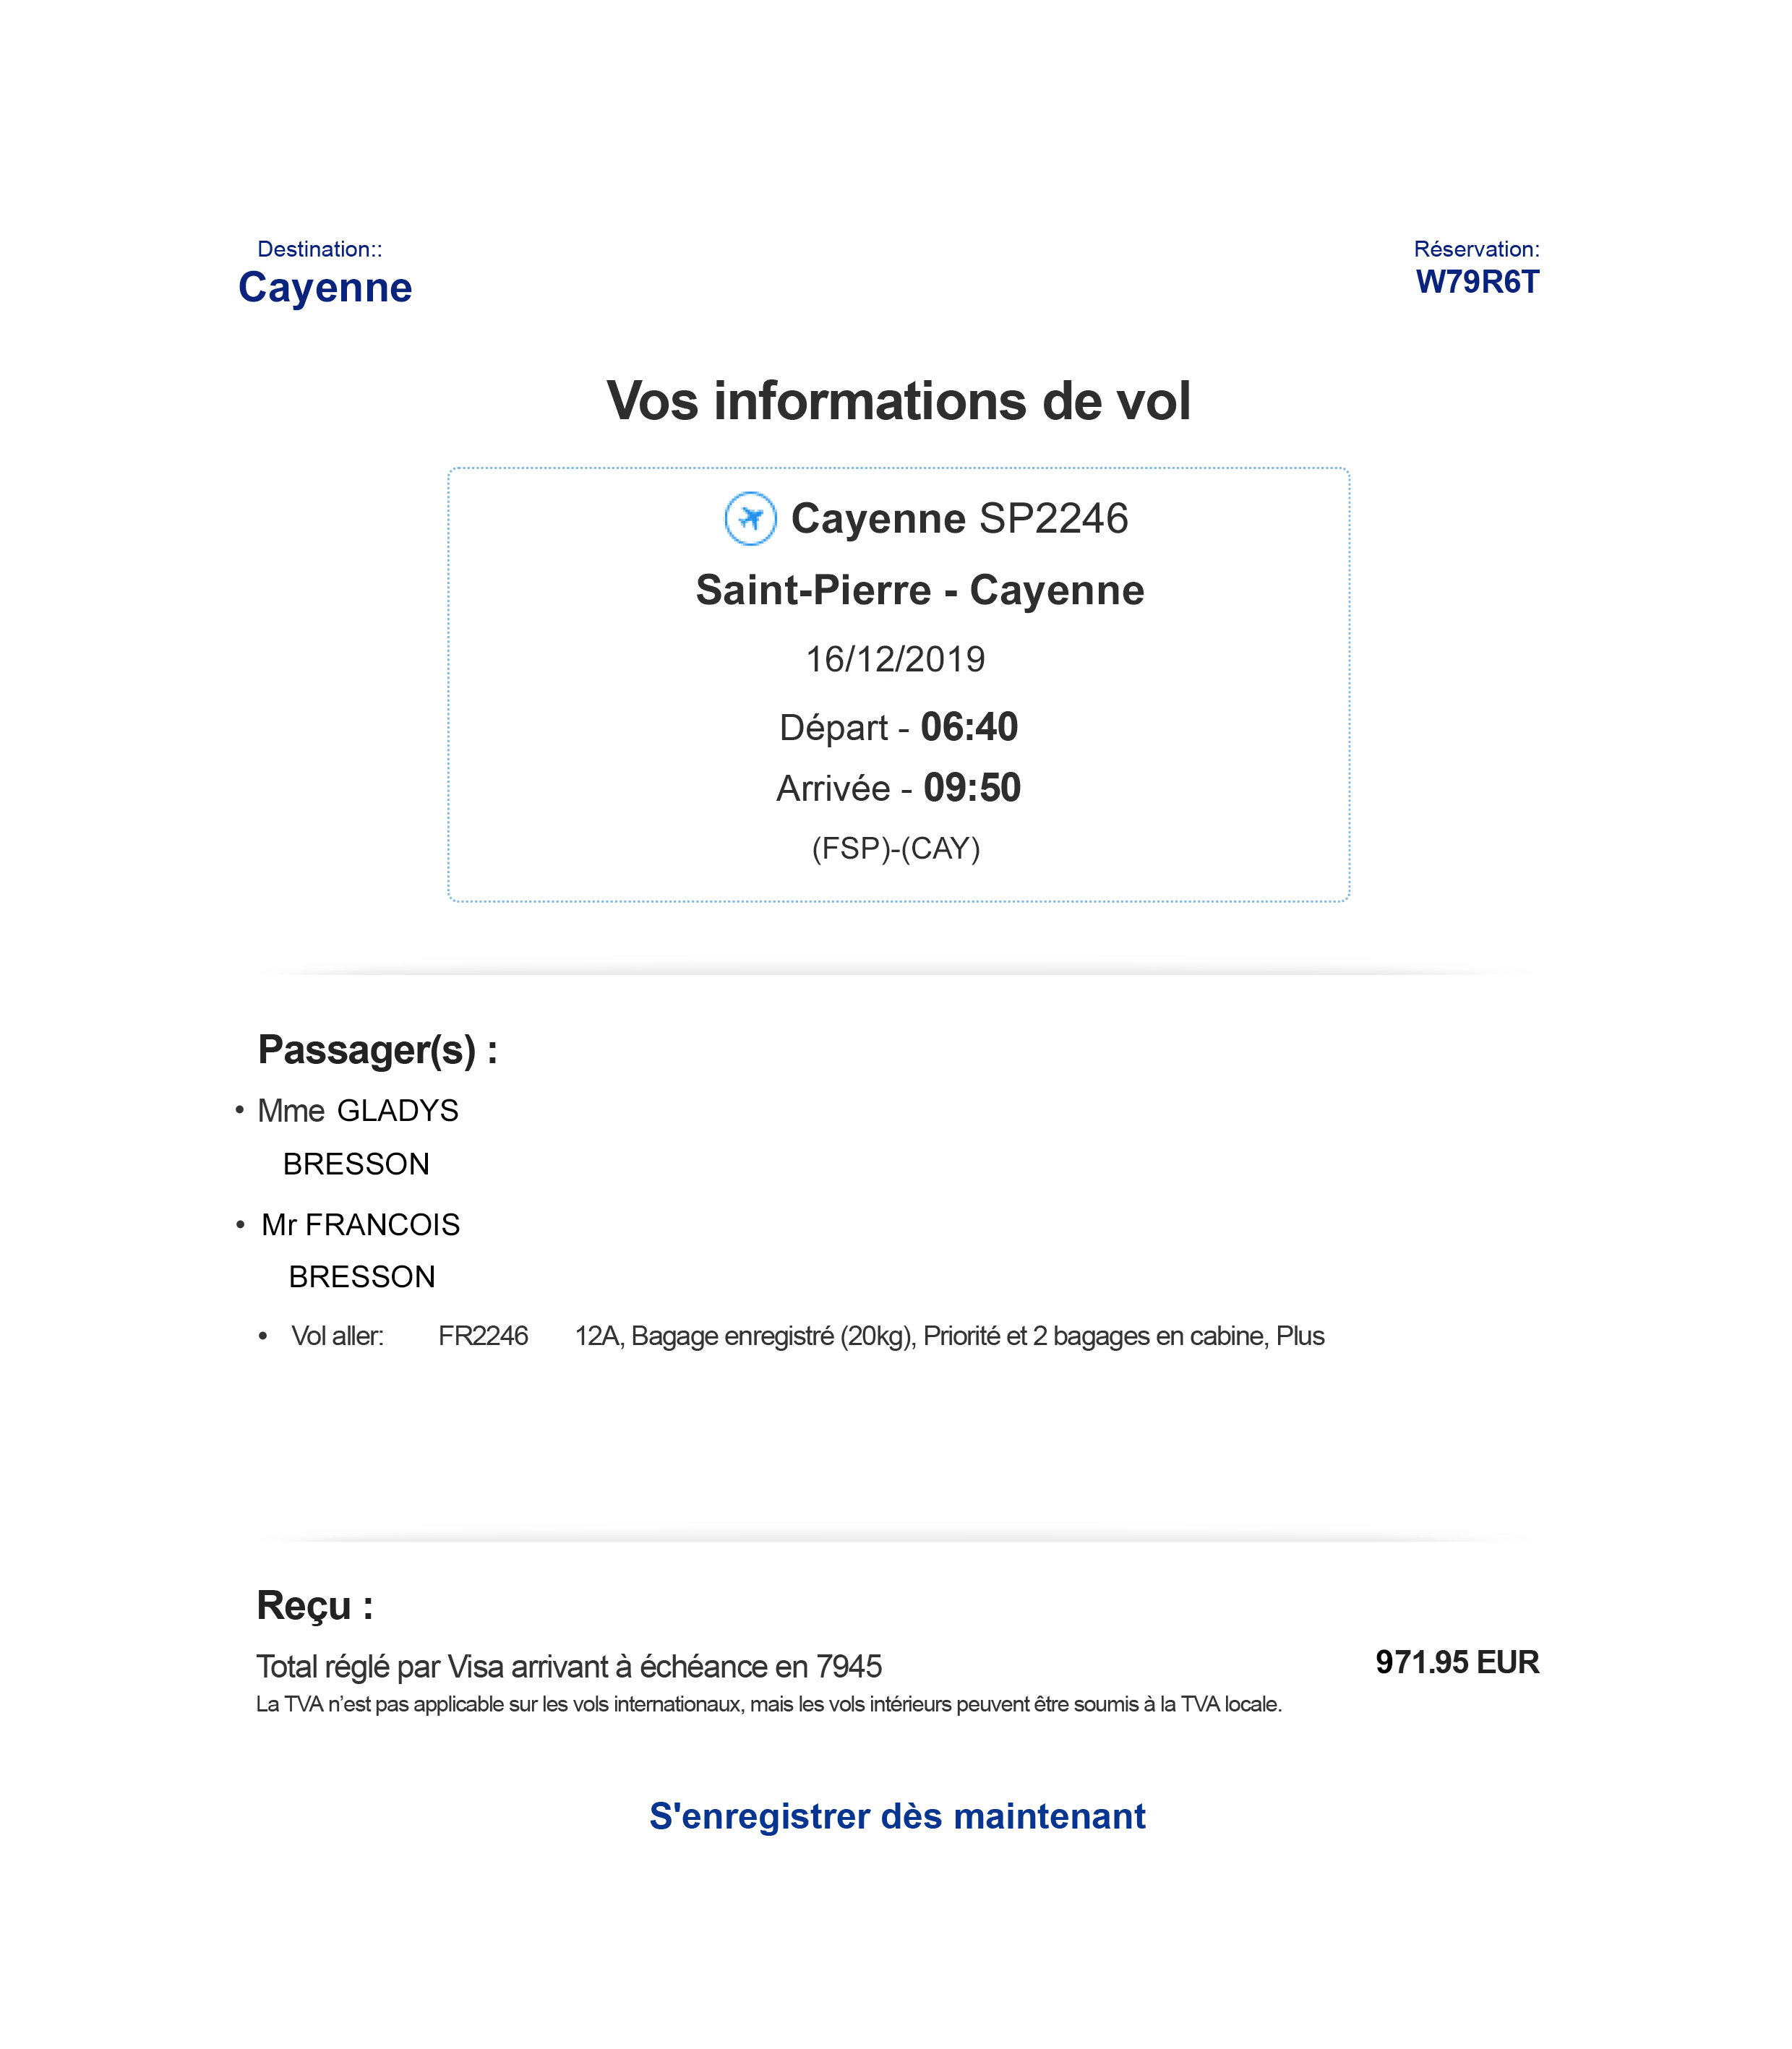 Destination::
Réservation:
Cayenne
W79R6T
Vos informations de vol
Cayenne SP2246
Saint-Pierre - Cayenne
16/12/2019
Départ - 06:40
Arrivée - 09:50
(FSP)-(CAY)
Passager(s) :
• Mme GLADYS
BRESSON
• Mr FRANCOIS
BRESSON
• Vol aller: FR2246 12A, Bagage enregistré (20kg), Priorité et 2 bagages en cabine, Plus
Reçu :
Total réglé par Visa arrivant à échéance en 7945 971.95 EUR
La TVA n’est pas applicable sur les vols internationaux, mais les vols intérieurs peuvent être soumis à la TVA locale.
S'enregistrer dès maintenant